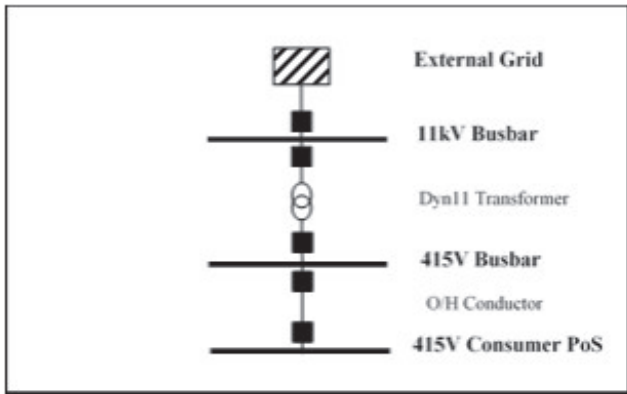 External Grid
11kV Busbar
Dyn11 Transformer
415V Busbar
O/H Conductor
415V Consumer PoS